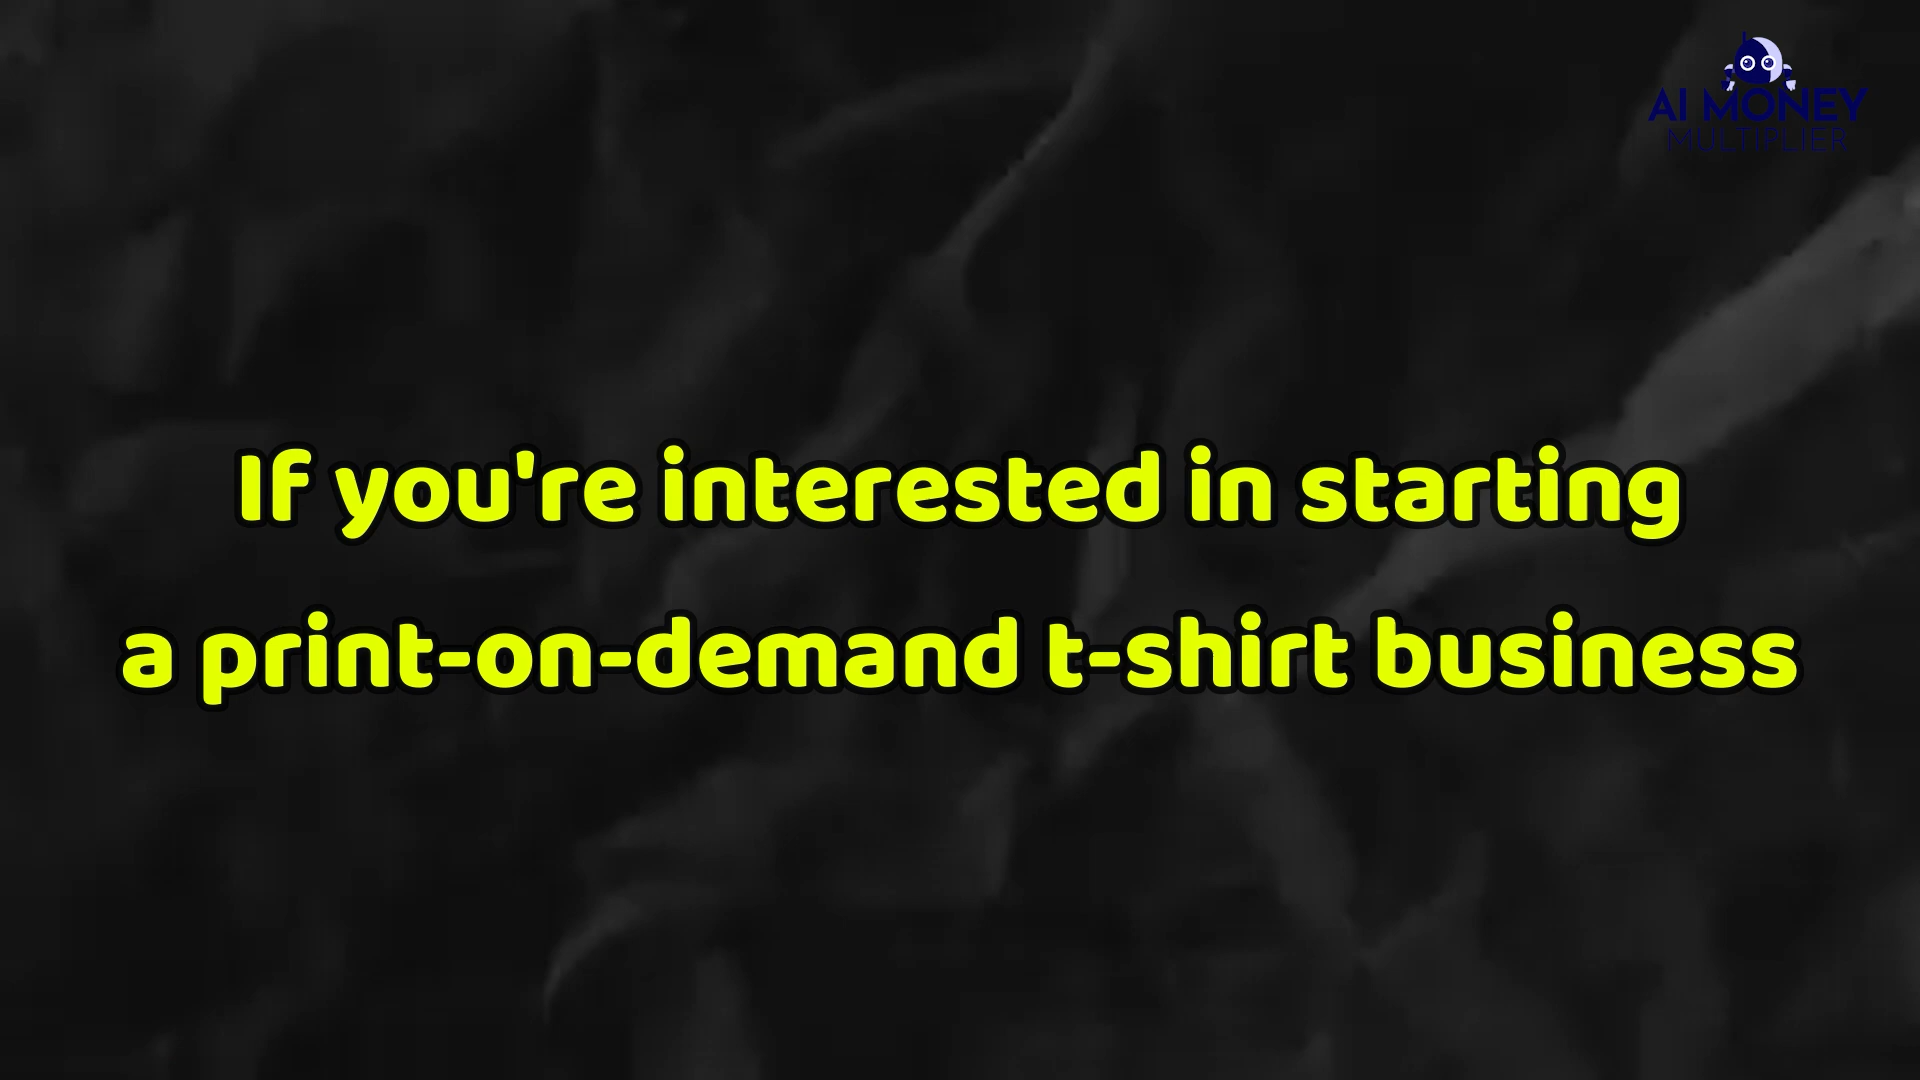 AI MONEY
MULTIPLIER
If you're interested in starting
a print-on-demand t-shirt business